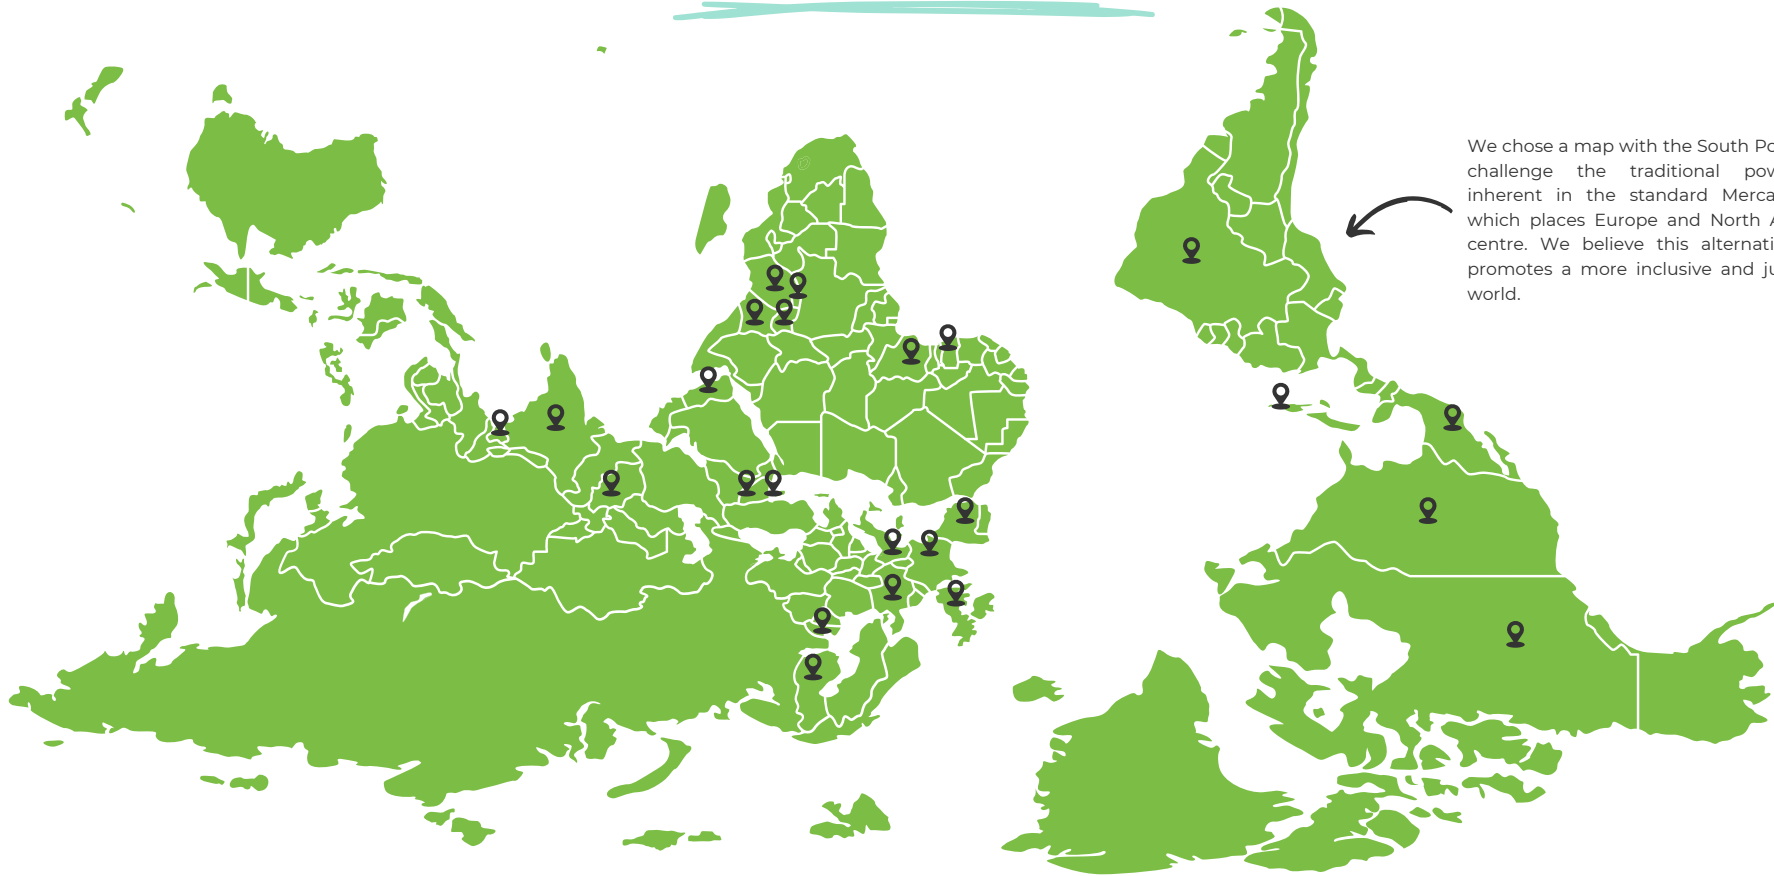 We chose a map with the South Po
challenge the traditional pow
inherent in the standard Merca
which places Europe and North A
centre. We believe this alternati
promotes a more inclusive and ju
world.